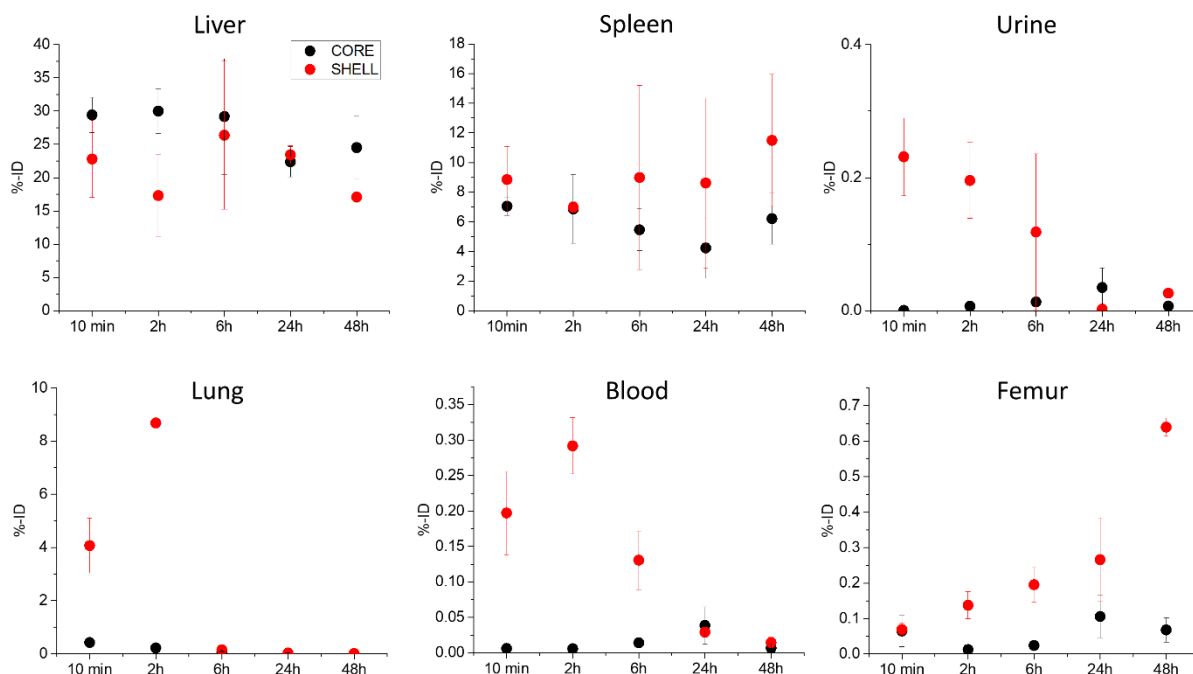 Liver
40
35
30
25
20
15
10
5
0
%-ID
CORE
SHELL
10 min 2h 6h 24h 48h
Spleen
18
16
14
12
10
8
6
4
2
0
%-ID
10min 2h 6h 24h 48h
Urine
0.4
0.2
0.0
%-ID
10 min 2h 6h 24h 48h
Lung
10
8
6
4
2
0
%-ID
10 min 2h 6h 24h 48h
Blood
0.35
0.30
0.25
0.20
0.15
0.10
0.05
0.00
%-ID
10 min 2h 6h 24h 48h
Femur
0.7
0.6
0.5
0.4
0.3
0.2
0.1
0.0
%-ID
10 min 2h 6h 24h 48h